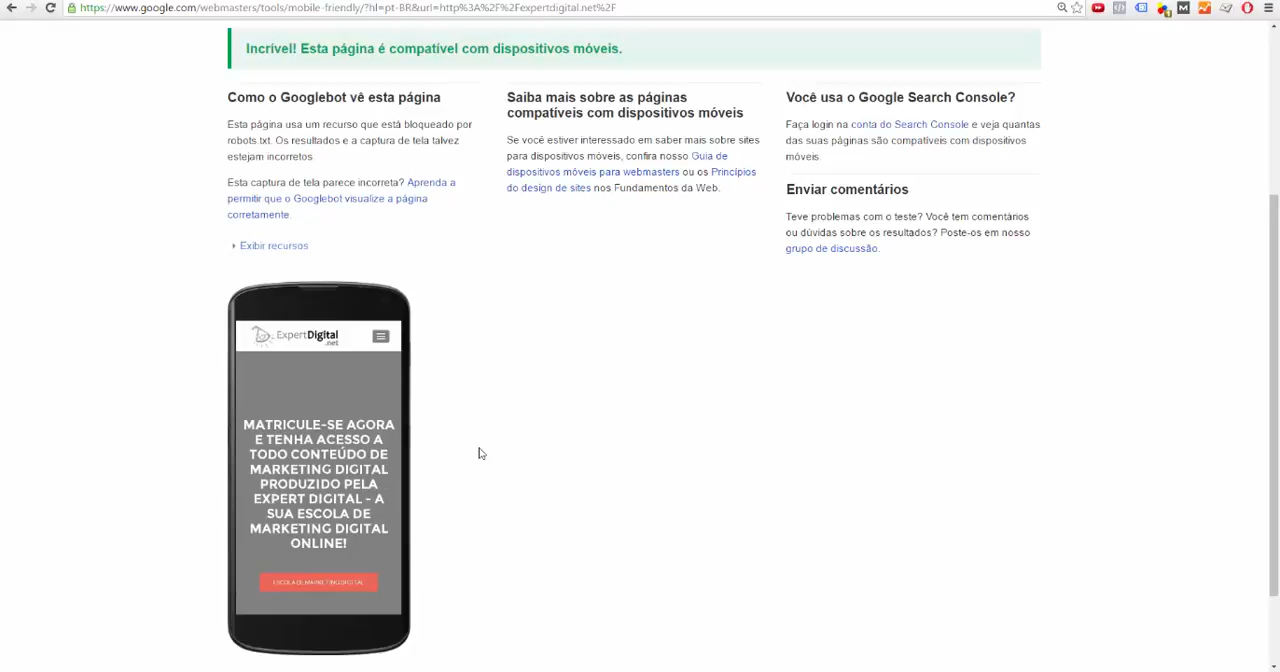 https://www.google.com/webmasters/tools/mobile-friendly/?hl=pt-BR&url=http%3A%2F%2Fexpertdigital.net%2F
Incrível! Esta página é compatível com dispositivos móveis.
Como o Googlebot vê esta página
Esta página usa um recurso que está bloqueado por
robots.txt. Os resultados e a captura de tela talvez
estejam incorretos
Esta captura de tela parece incorreta? Aprenda a
permitir que o Googlebot visualize a página
corretamente.
Exibir recursos
Saiba mais sobre as páginas
compatíveis com dispositivos móveis
Se você estiver interessado em saber mais sobre sites
para dispositivos móveis, confira nosso Guia de
dispositivos móveis para webmasters ou os Princípios
do design de sites nos Fundamentos da Web.
Você usa o Google Search Console?
Faça login na conta do Search Console e veja quantas
das suas páginas são compatíveis com dispositivos
móveis.
Enviar comentários
Teve problemas com o teste? Você tem comentários
ou dúvidas sobre os resultados? Poste-os em nosso
grupo de discussão.
ExpertDigital
.net
MATRICULE-SE AGORA
E TENHA ACESSO A
TODO CONTEÚDO DE
MARKETING DIGITAL
PRODUZIDO PELA
EXPERT DIGITAL - A
SUA ESCOLA DE
MARKETING DIGITAL
ONLINE!
ESCOLA DE MARKETING DIGITAL